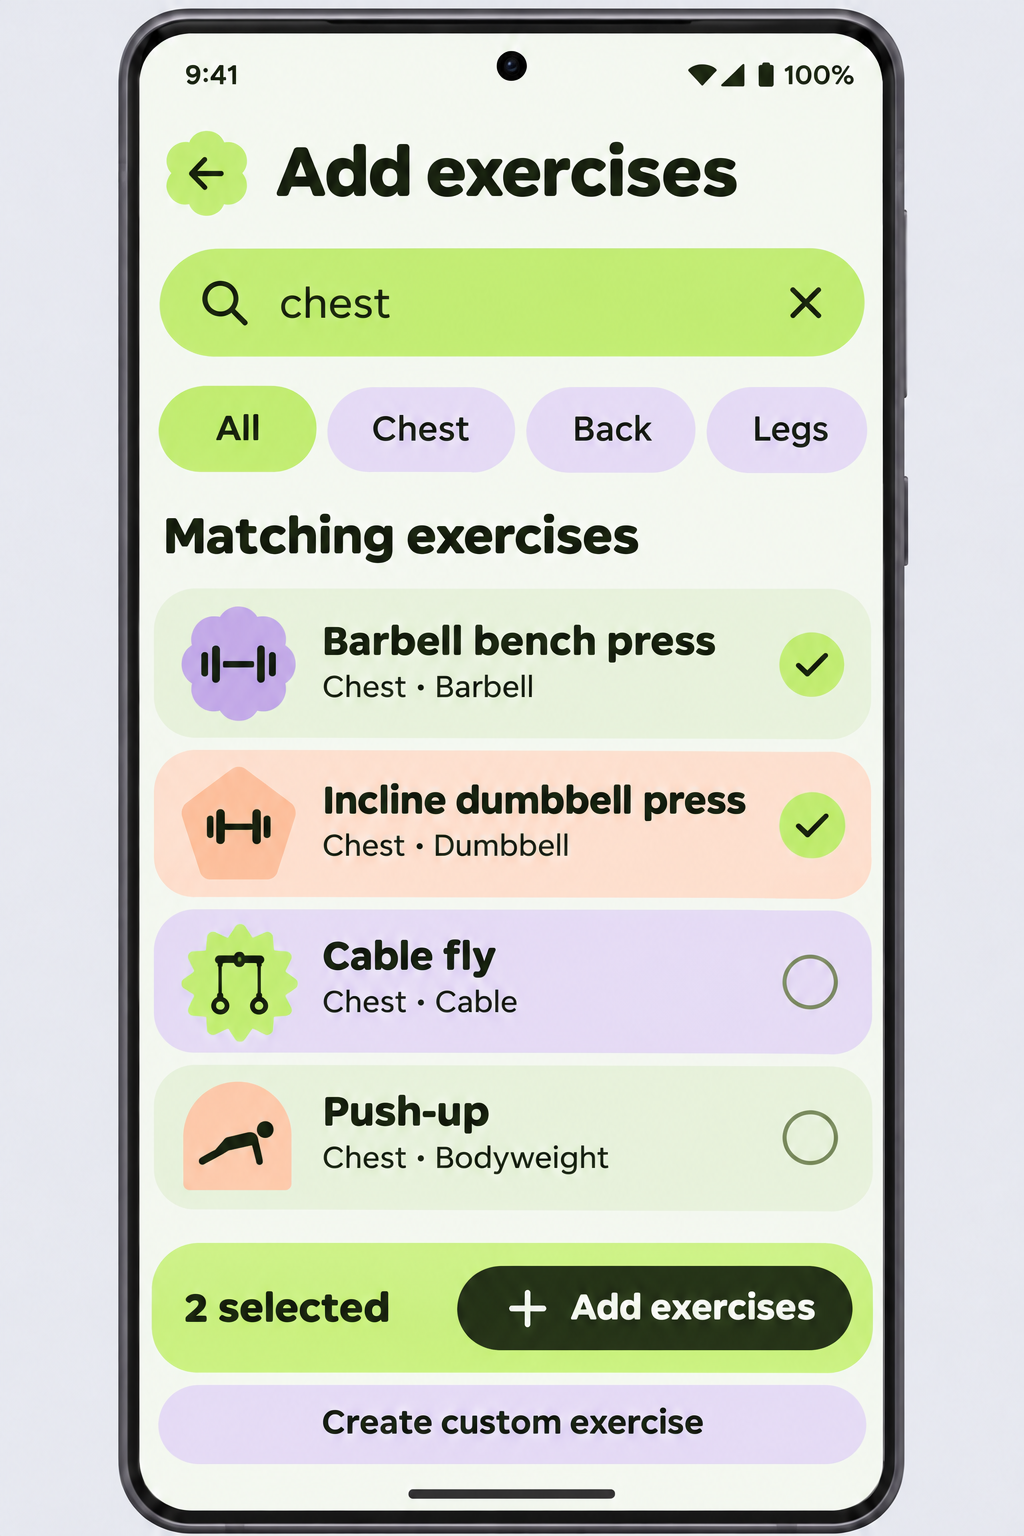 9:41
100%
Add exercises
chest
All
Chest
Back
Legs
Matching exercises
Barbell bench press
Chest • Barbell
Incline dumbbell press
Chest • Dumbbell
Cable fly
Chest • Cable
Push-up
Chest • Bodyweight
2 selected
Add exercises
Create custom exercise